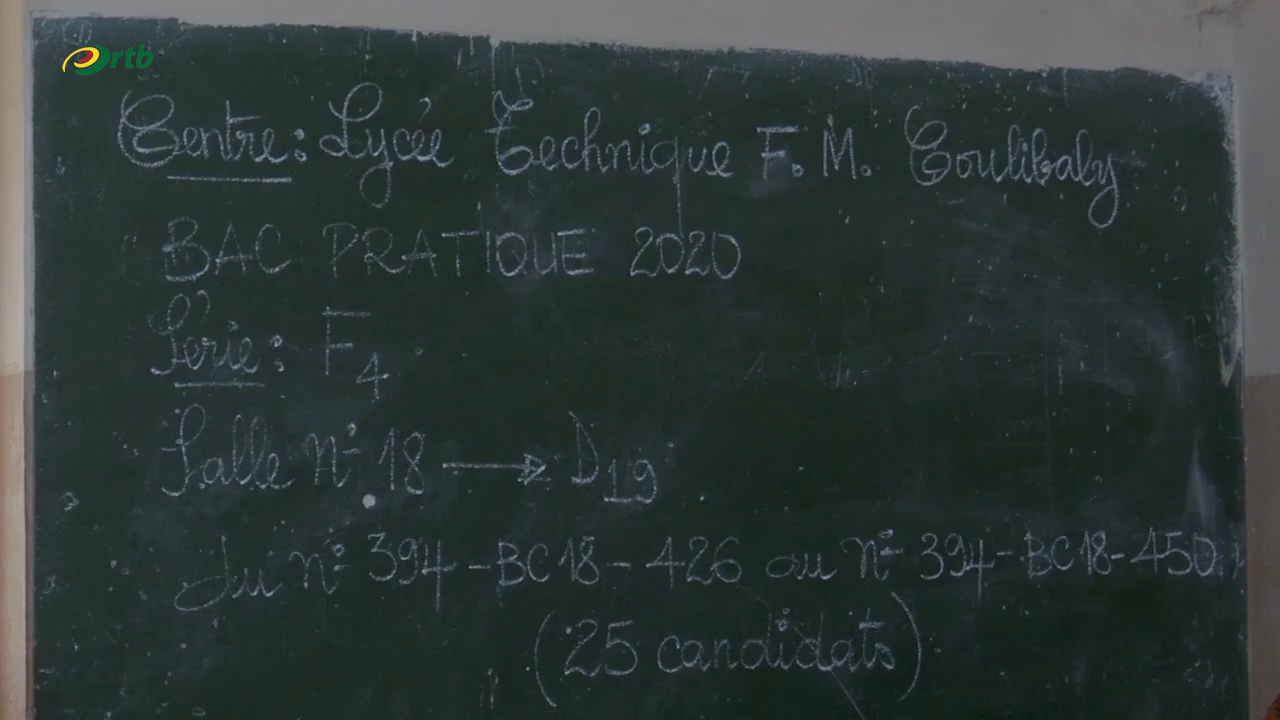 ortb
Centre: Lycée Technique F. M. Coulibaly
BAC PRATIQUE 2020
Série: F4
Salle n° 18 → D19
du n° 394-BC18-426 au n° 394-BC18-450
(25 candidats)